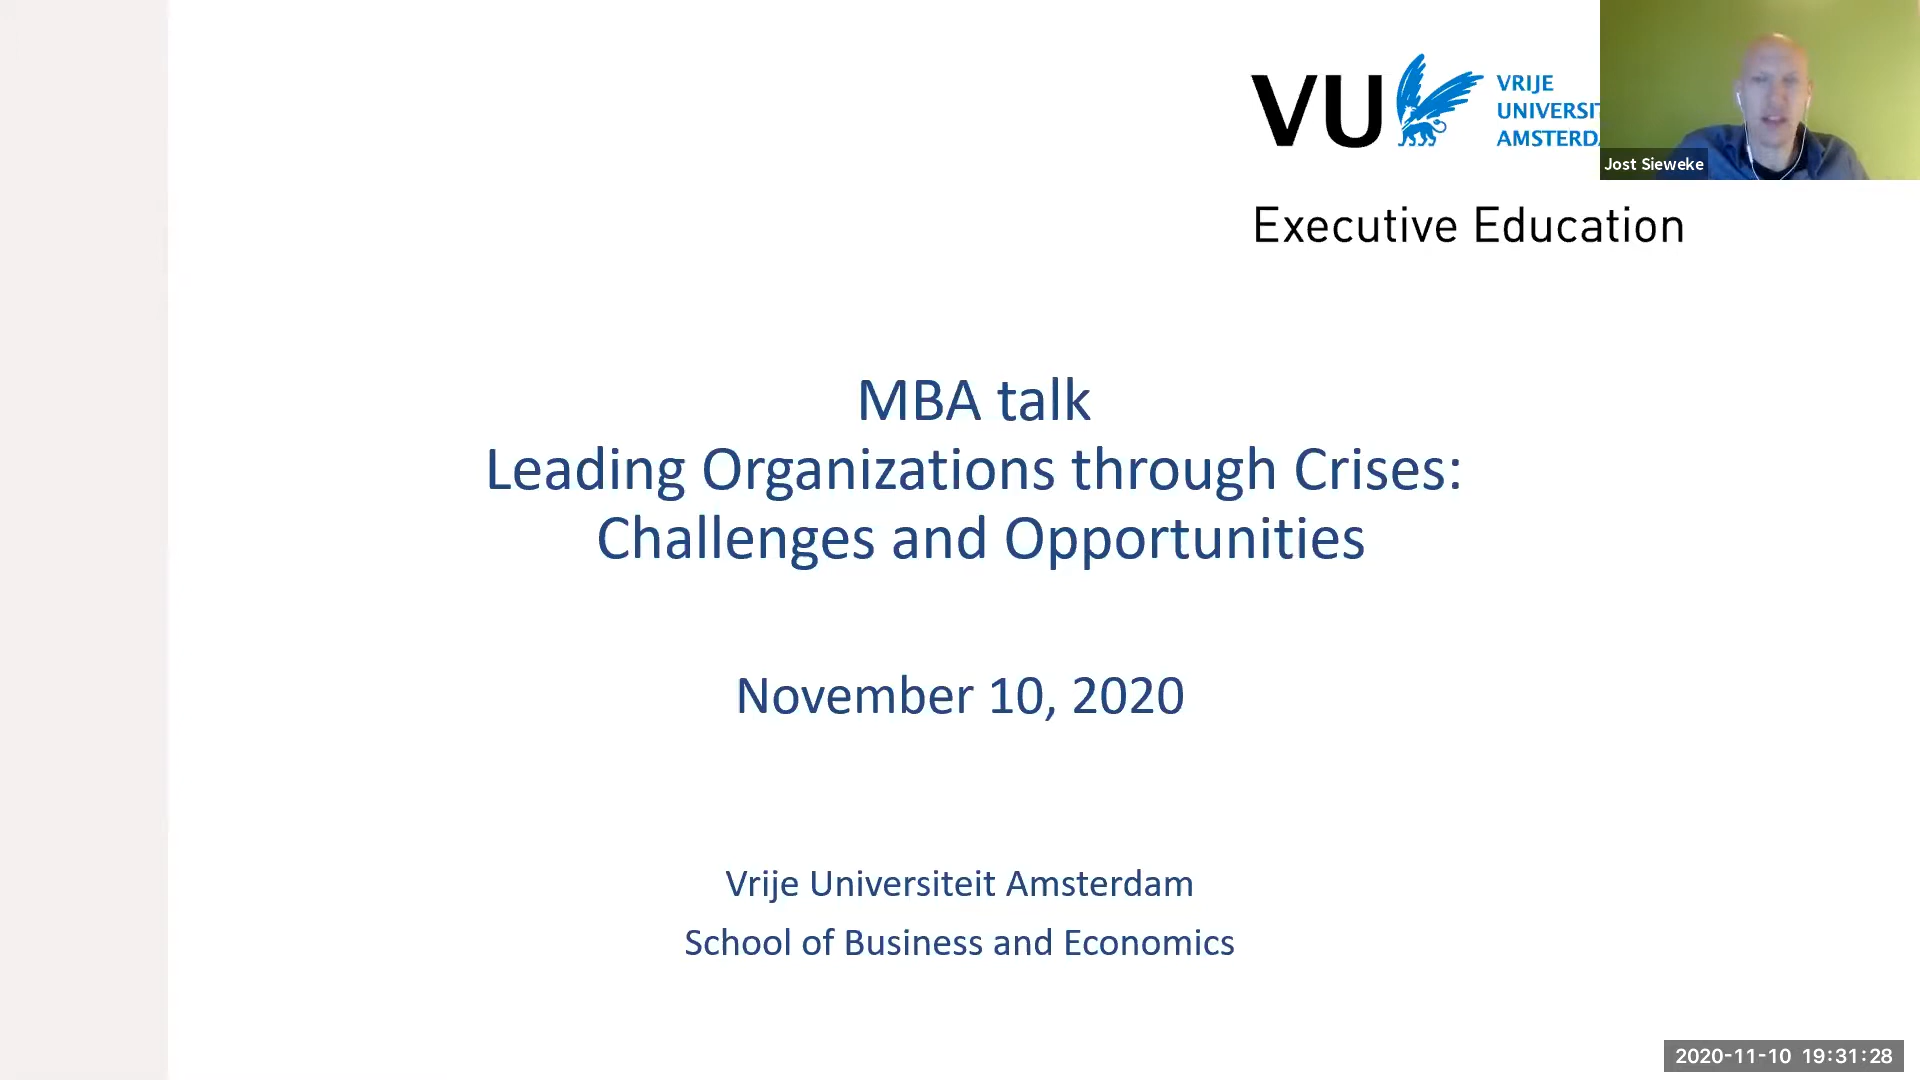 VU
VRIJE
AMSTERD
Jost Sieweke
Executive Education
MBA talk
Leading Organizations through Crises:
Challenges and Opportunities
November 10, 2020
Vrije Universiteit Amsterdam
School of Business and Economics
2020-11-10 19:31:28